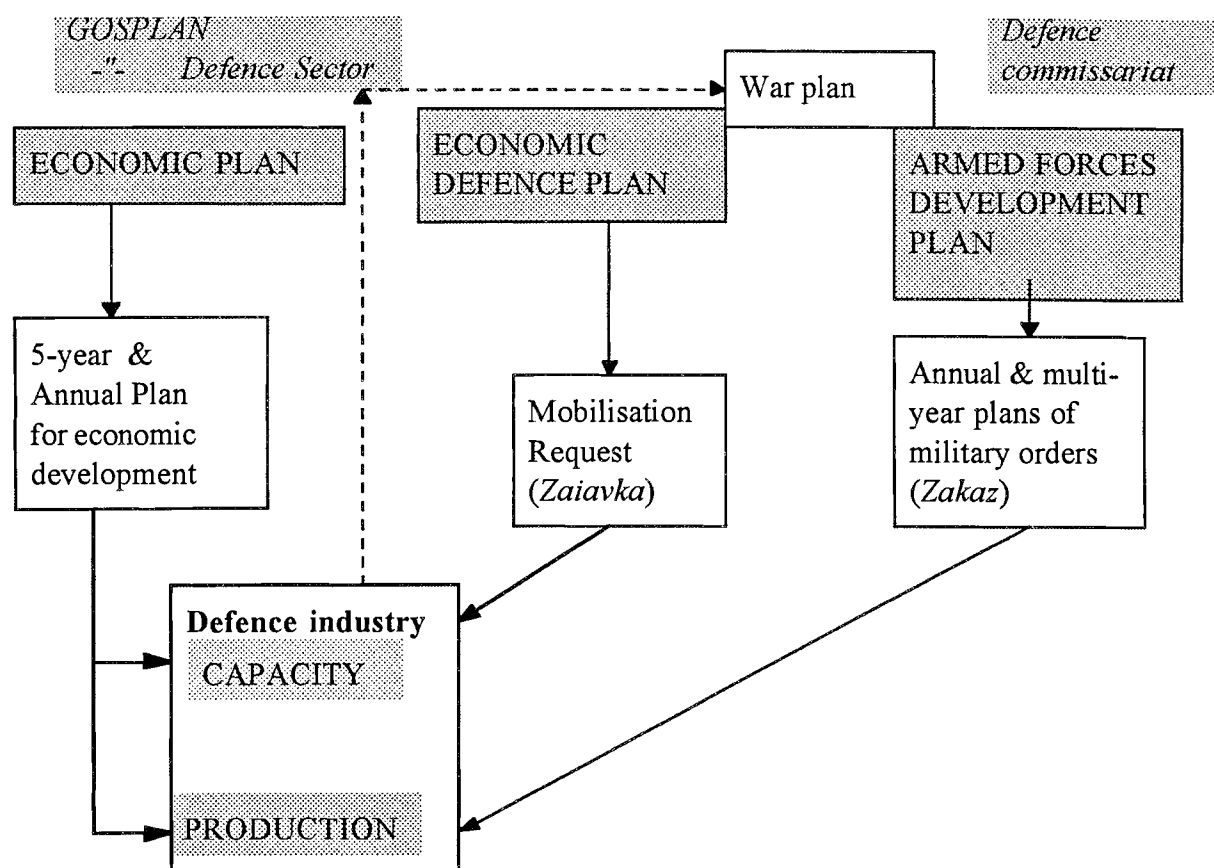 GOSPLAN
-"- Defence Sector
Defence
commissariat
War plan
ECONOMIC PLAN
ECONOMIC
DEFENCE PLAN
ARMED FORCES
DEVELOPMENT
PLAN
5-year &
Annual Plan
for economic
development
Mobilisation
Request
(Zaiavka)
Annual & multi-
year plans of
military orders
(Zakaz)
Defence industry
CAPACITY
PRODUCTION